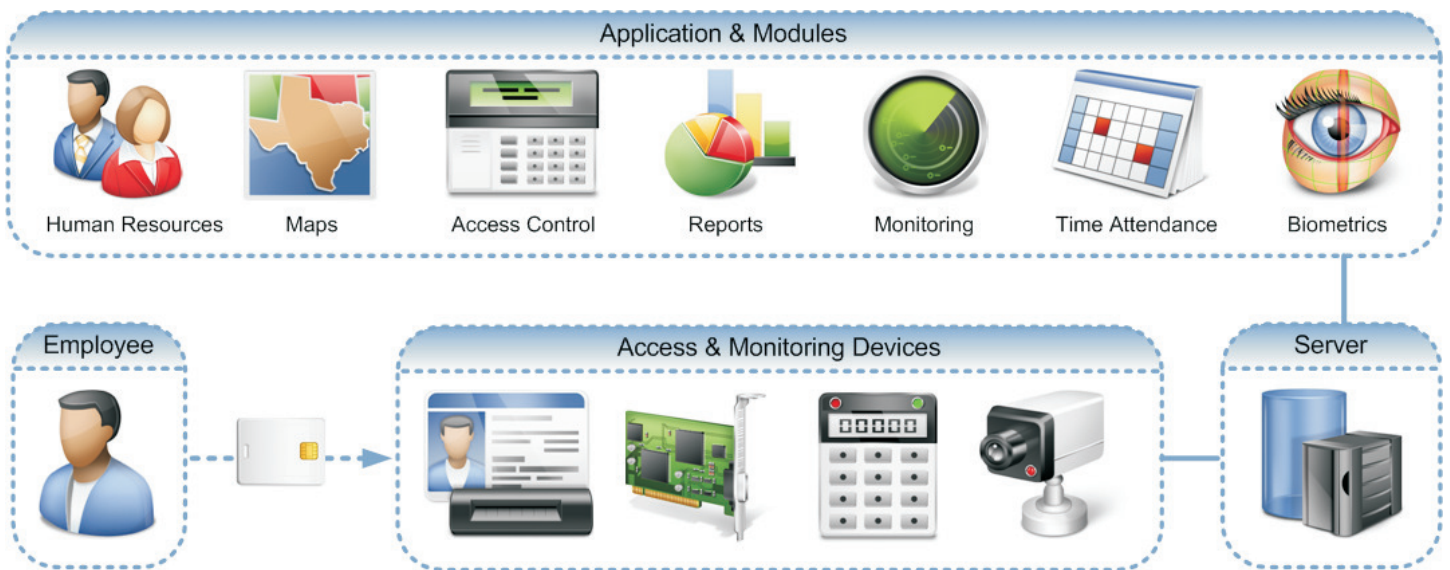 Application & Modules
Human Resources
Maps
Access Control
Reports
Monitoring
Time Attendance
Biometrics
Employee
Access & Monitoring Devices
Server
00000